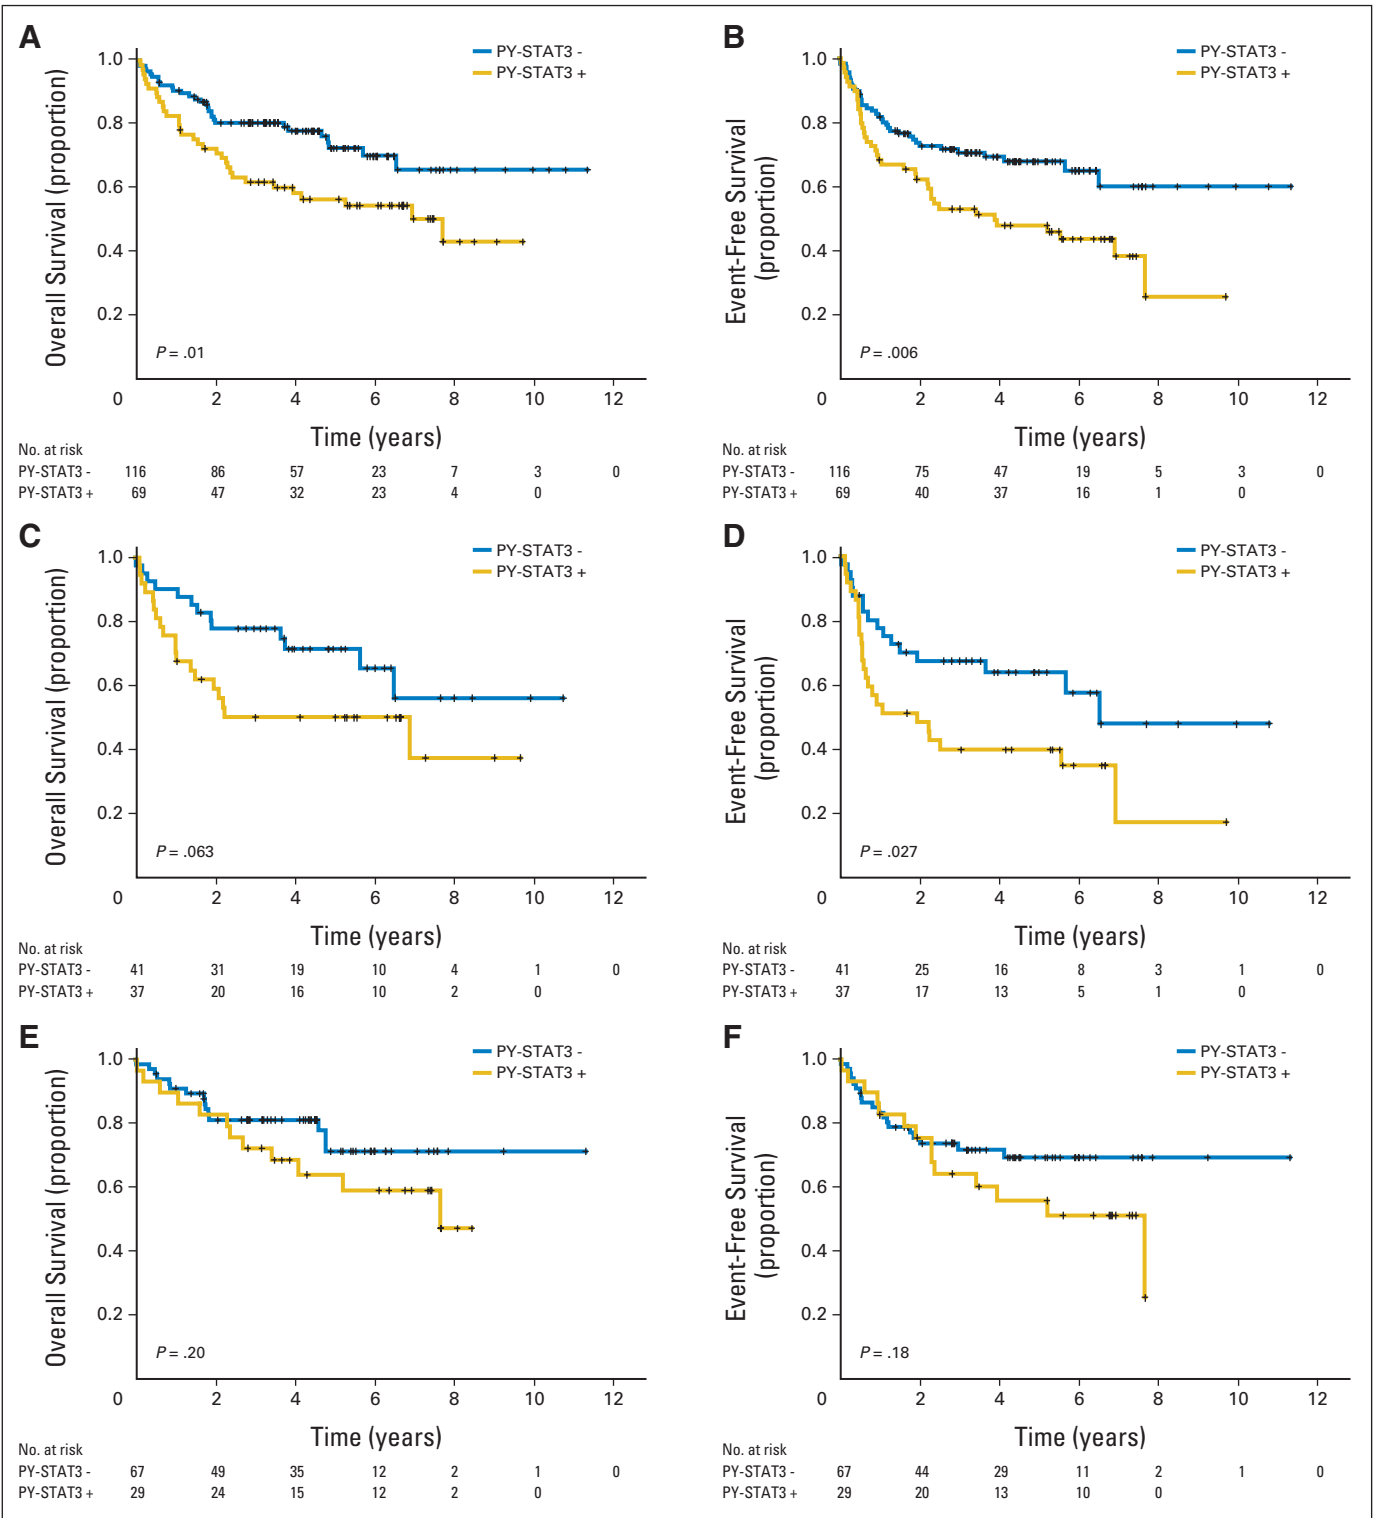 A
PY-STAT3 -
PY-STAT3 +
Overall Survival (proportion)
1.0
0.8
0.6
0.4
0.2
P = .01
0 2 4 6 8 10 12
Time (years)
No. at risk
PY-STAT3 - 116 86 57 23 7 3 0
PY-STAT3 + 69 47 32 23 4 0
B
PY-STAT3 -
PY-STAT3 +
Event-Free Survival
(proportion)
1.0
0.8
0.6
0.4
0.2
P = .006
0 2 4 6 8 10 12
Time (years)
No. at risk
PY-STAT3 - 116 75 47 19 5 3 0
PY-STAT3 + 69 40 37 16 1 0
C
PY-STAT3 -
PY-STAT3 +
Overall Survival (proportion)
1.0
0.8
0.6
0.4
0.2
P = .063
0 2 4 6 8 10 12
Time (years)
No. at risk
PY-STAT3 - 41 31 19 10 4 1 0
PY-STAT3 + 37 20 16 10 2 0
D
PY-STAT3 -
PY-STAT3 +
Event-Free Survival
(proportion)
1.0
0.8
0.6
0.4
0.2
P = .027
0 2 4 6 8 10 12
Time (years)
No. at risk
PY-STAT3 - 41 25 16 8 3 1 0
PY-STAT3 + 37 17 13 5 1 0
E
PY-STAT3 -
PY-STAT3 +
Overall Survival (proportion)
1.0
0.8
0.6
0.4
0.2
P = .20
0 2 4 6 8 10 12
Time (years)
No. at risk
PY-STAT3 - 67 49 35 12 2 1 0
PY-STAT3 + 29 24 15 12 2 0
F
PY-STAT3 -
PY-STAT3 +
Event-Free Survival
(proportion)
1.0
0.8
0.6
0.4
0.2
P = .18
0 2 4 6 8 10 12
Time (years)
No. at risk
PY-STAT3 - 67 44 29 11 2 1 0
PY-STAT3 + 29 20 13 10 0